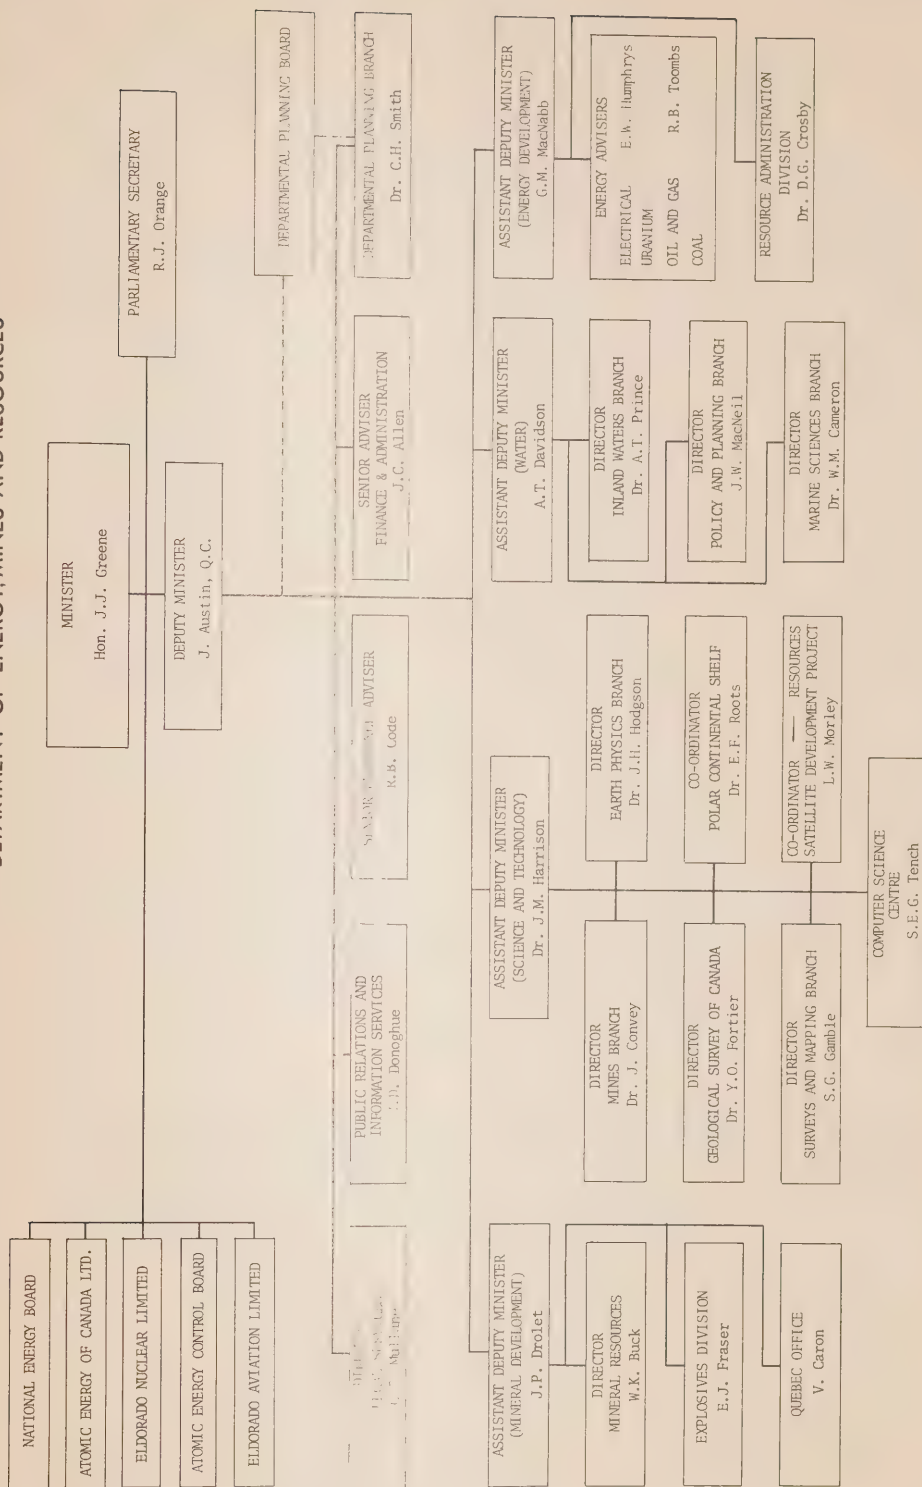 DEPARTMENT OF ENERGY, MINES AND RESOURCES
MINISTER
Hon. J.J. Greene
PARLIAMENTARY SECRETARY
R.J. Orange
DEPUTY MINISTER
J. Austin, Q.C.
NATIONAL ENERGY BOARD
ATOMIC ENERGY OF CANADA LTD.
ELDORADO NUCLEAR LIMITED
ATOMIC ENERGY CONTROL BOARD
ELDORADO AVIATION LIMITED
DEPARTMENTAL PLANNING BOARD
PUBLIC RELATIONS AND
INFORMATION SERVICES
Donoghue
SENIOR ADVISER
R.B. Code
SENIOR ADVISER
FINANCE & ADMINISTRATION
J.C. Allen
DEPARTMENTAL PLANNING BRANCH
Dr. C.H. Smith
ASSISTANT DEPUTY MINISTER
(MINERAL DEVELOPMENT)
J.P. Drolet
DIRECTOR
MINERAL RESOURCES
W.K. Buck
EXPLOSIVES DIVISION
E.J. Fraser
QUEBEC OFFICE
V. Caron
ASSISTANT DEPUTY MINISTER
(SCIENCE AND TECHNOLOGY)
Dr. J.M. Harrison
DIRECTOR
MINES BRANCH
Dr. J. Convey
DIRECTOR
EARTH PHYSICS BRANCH
Dr. J.H. Hodgson
DIRECTOR
GEOLOGICAL SURVEY OF CANADA
Dr. Y.O. Fortier
CO-ORDINATOR
POLAR CONTINENTAL SHELF
Dr. E.F. Roots
DIRECTOR
SURVEYS AND MAPPING BRANCH
S.G. Gamble
CO-ORDINATOR — RESOURCES
SATELLITE DEVELOPMENT PROJECT
L.W. Morley
COMPUTER SCIENCE
CENTRE
S.E.G. Tench
ASSISTANT DEPUTY MINISTER
(WATER)
A.T. Davidson
DIRECTOR
INLAND WATERS BRANCH
Dr. A.T. Prince
DIRECTOR
POLICY AND PLANNING BRANCH
J.W. MacNeil
DIRECTOR
MARINE SCIENCES BRANCH
Dr. W.M. Cameron
ASSISTANT DEPUTY MINISTER
(ENERGY DEVELOPMENT)
G.M. MacNabb
ENERGY ADVISERS
ELECTRICAL E.W. Humphrys
URANIUM
OIL AND GAS R.B. Toombs
COAL
RESOURCE ADMINISTRATION
DIVISION
Dr. D.G. Crosby